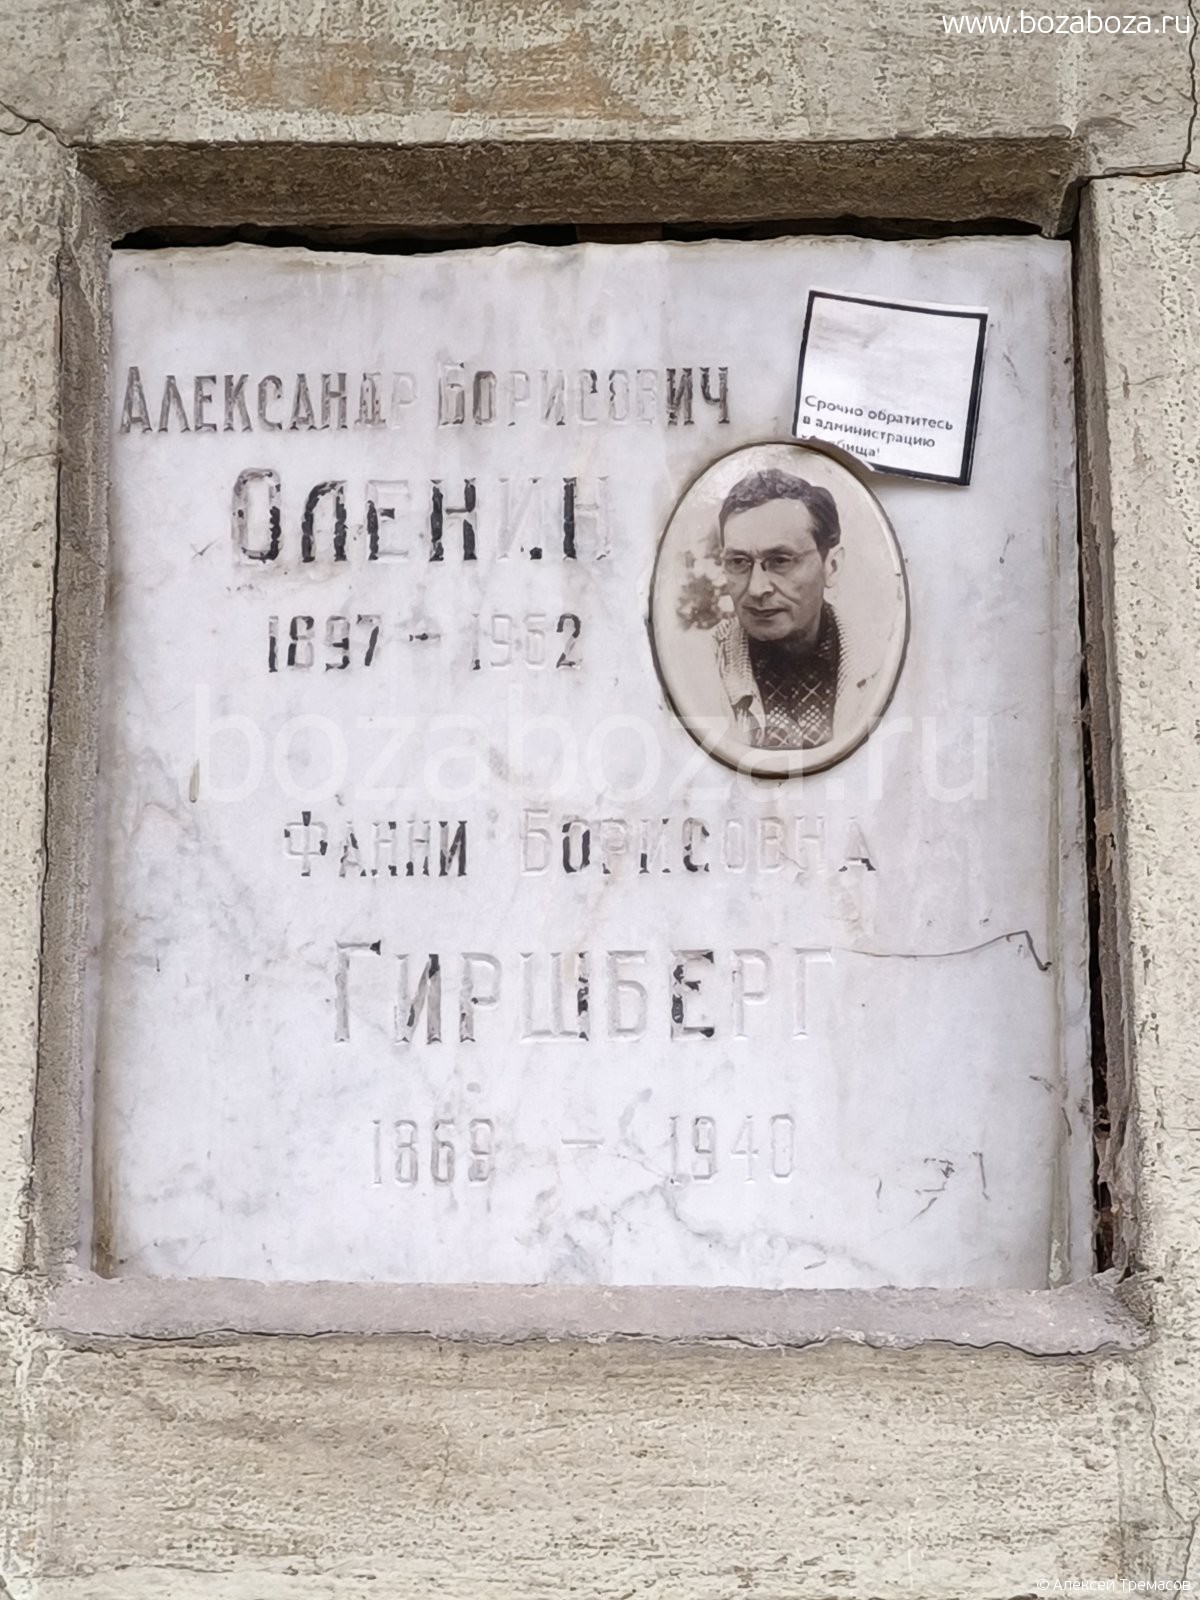 www.bozaboza.ru
Срочно обратитесь
в администрацию
Александр Борисович
Оленин
1897 - 1962
bozaboza.ru
Фанни Борисовна
Гиршберг
1869 - 1940
© Алексей Тремасов